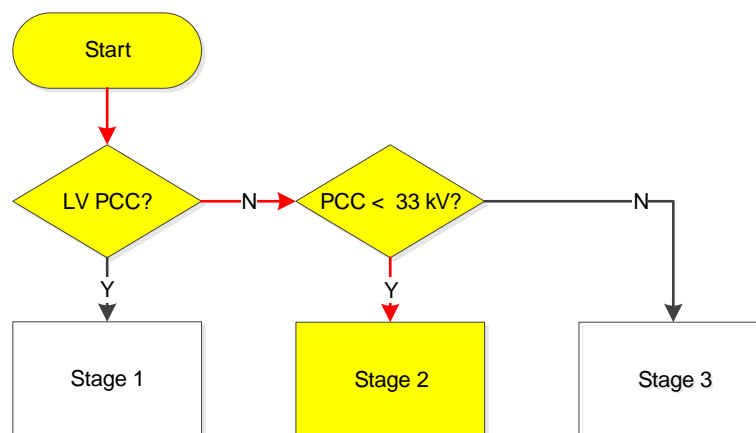 Start
LV PCC?
N
PCC < 33 kV?
N
Y
Y
Stage 1
Stage 2
Stage 3